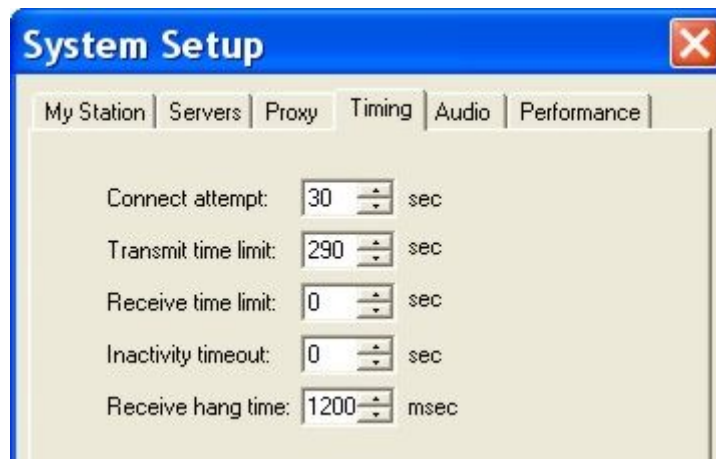 System Setup
My Station Servers Proxy Timing Audio Performance
Connect attempt: 30 sec
Transmit time limit: 290 sec
Receive time limit: 0 sec
Inactivity timeout: 0 sec
Receive hang time: 1200 msec